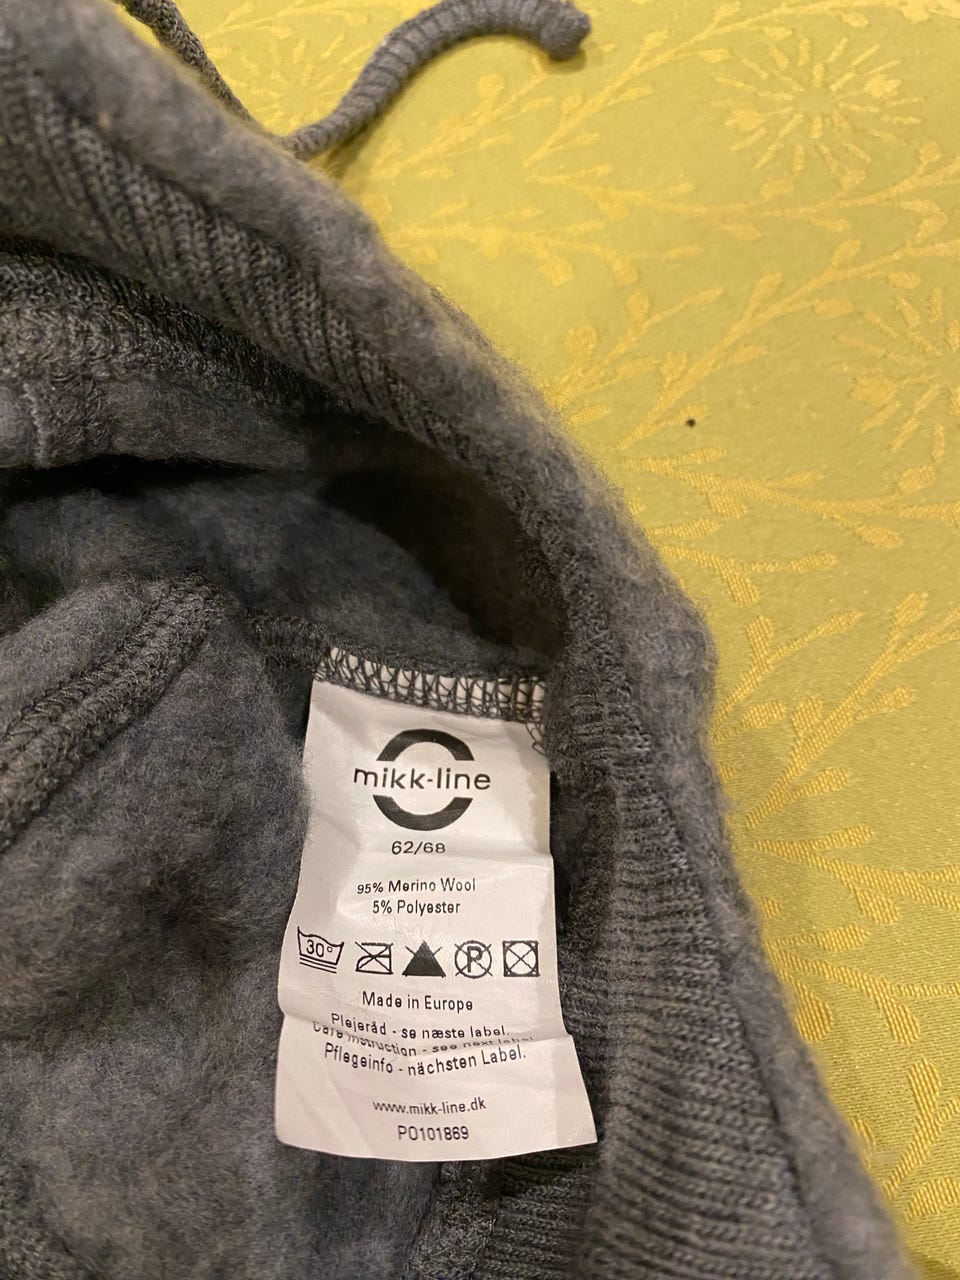 mikk-line
62/68
95% Merino Wool
5% Polyester
30°
P
Made in Europe
Plejeråd - se næste label.
Care instruction - see next label.
Pflegeinfo - nächsten Label.
www.mikk-line.dk
PO101869